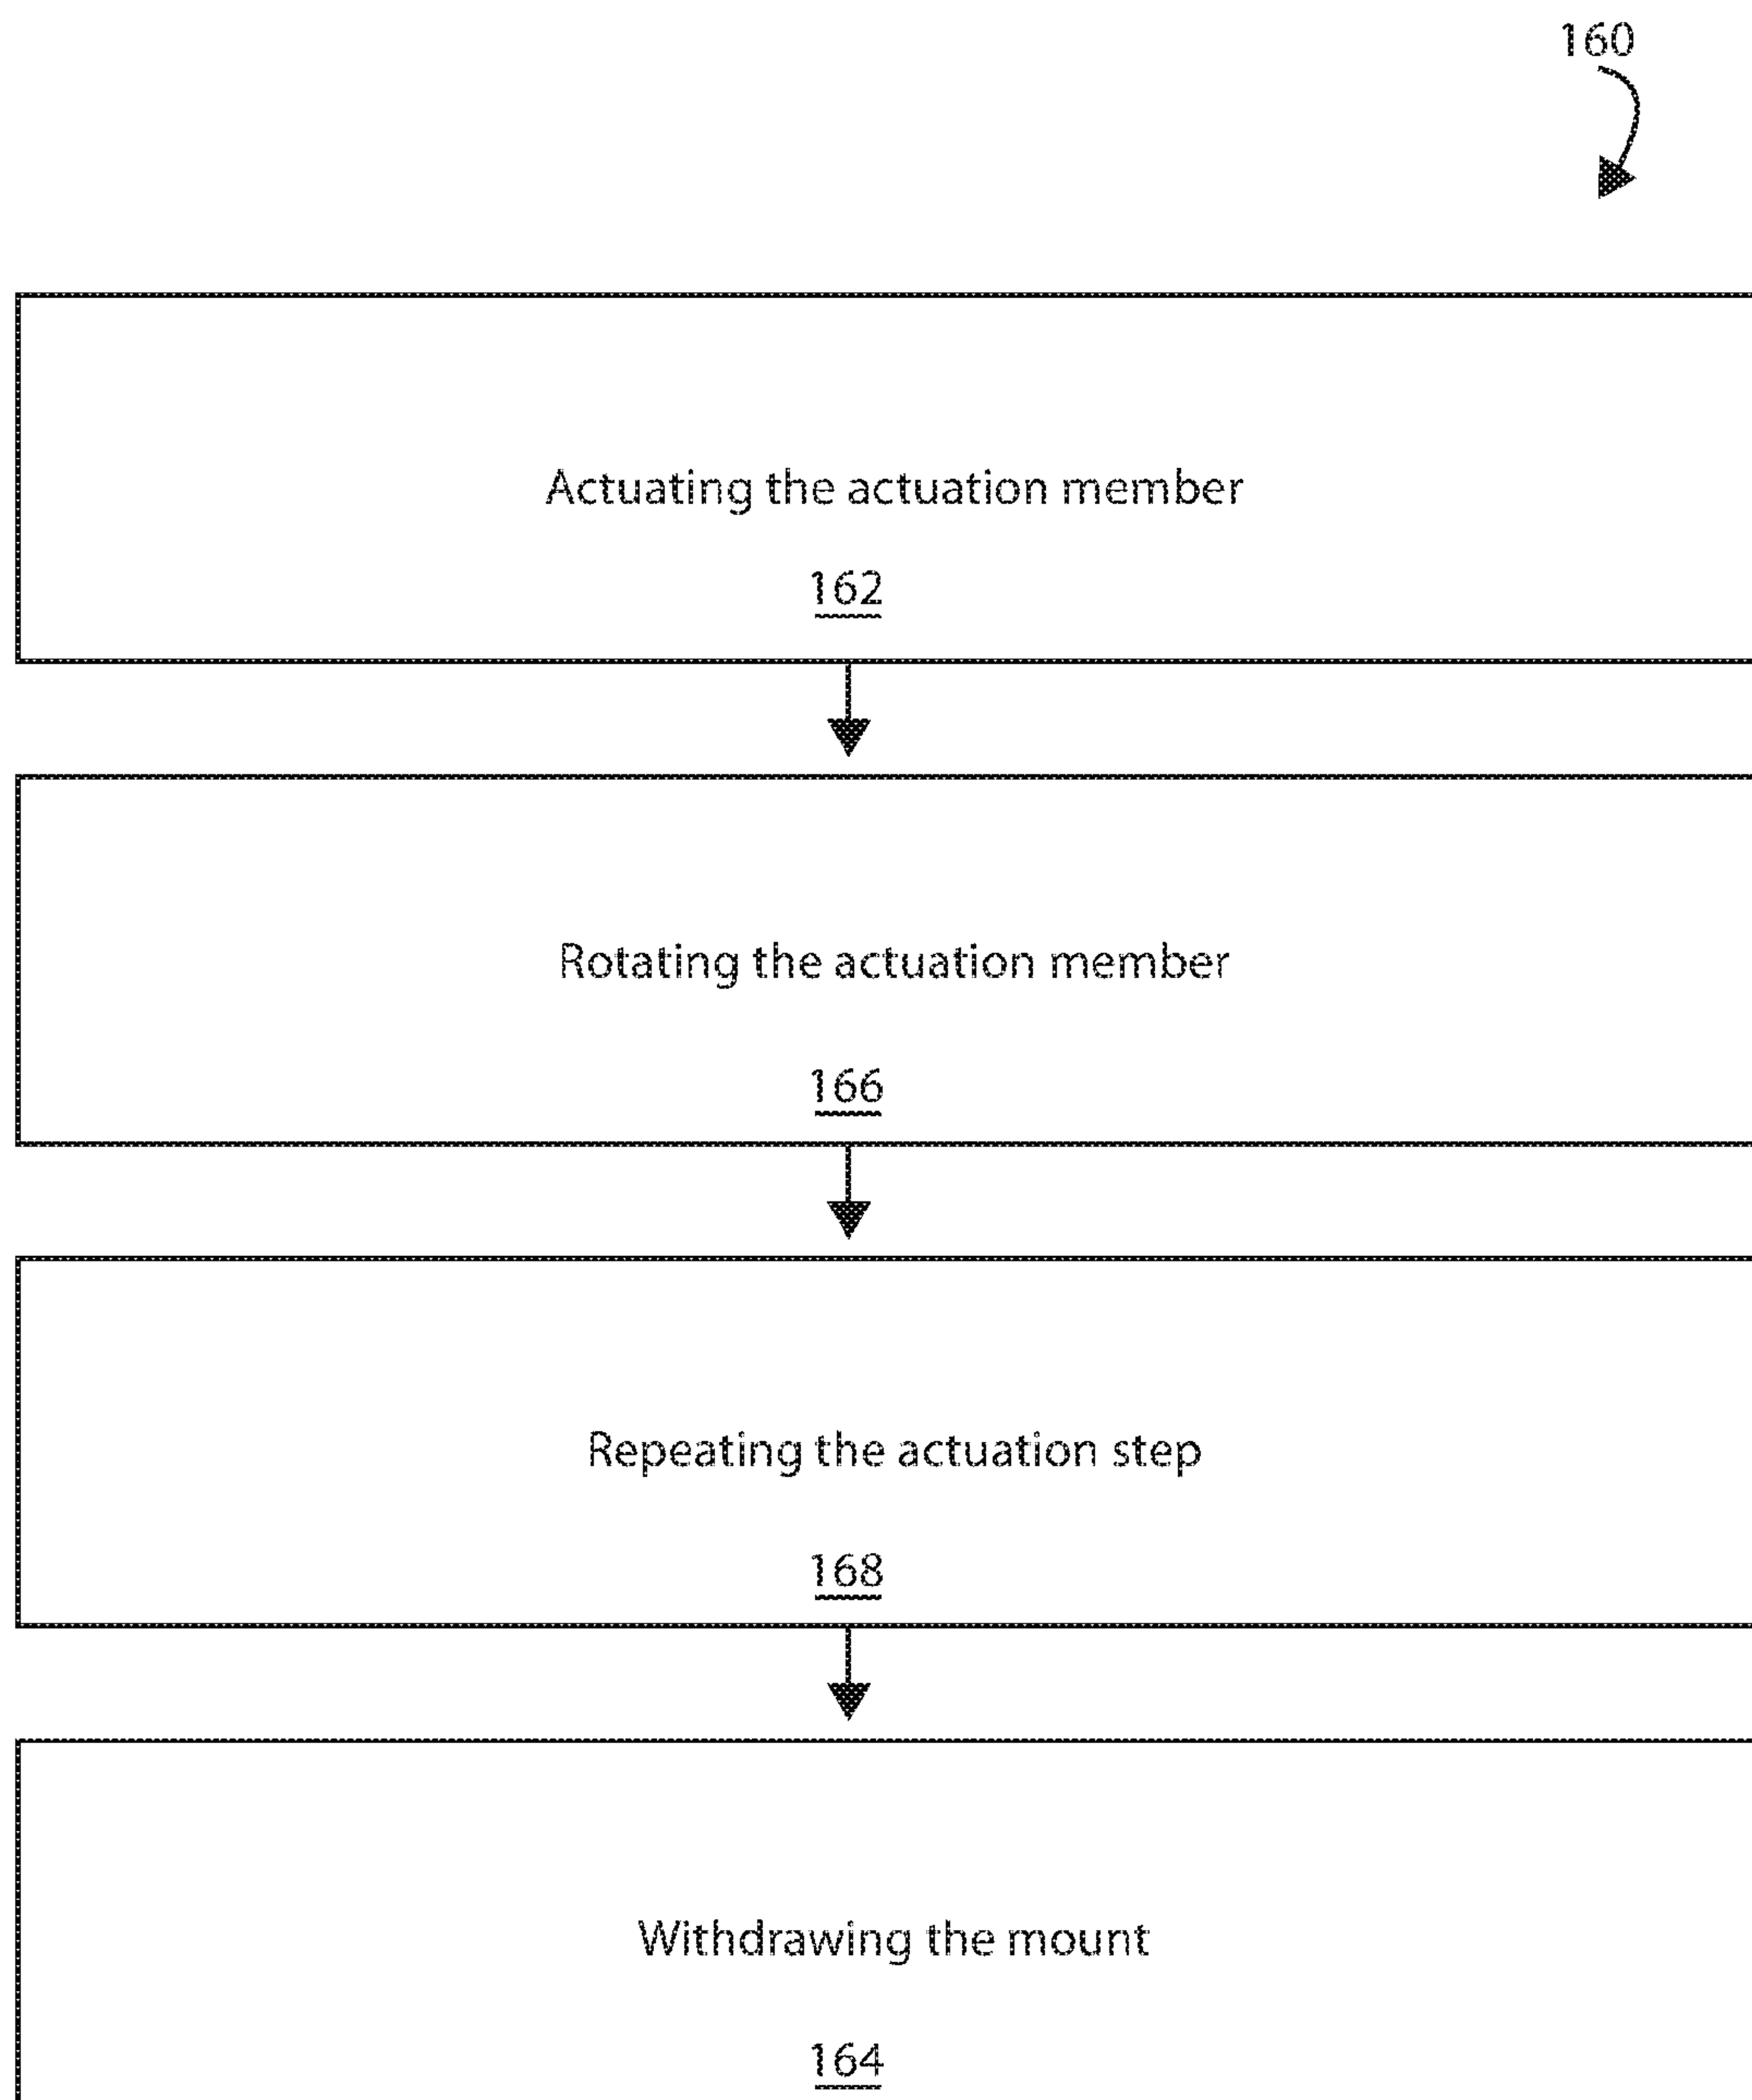 160
Actuating the actuation member
162
Rotating the actuation member
166
Repeating the actuation step
168
Withdrawing the mount
164